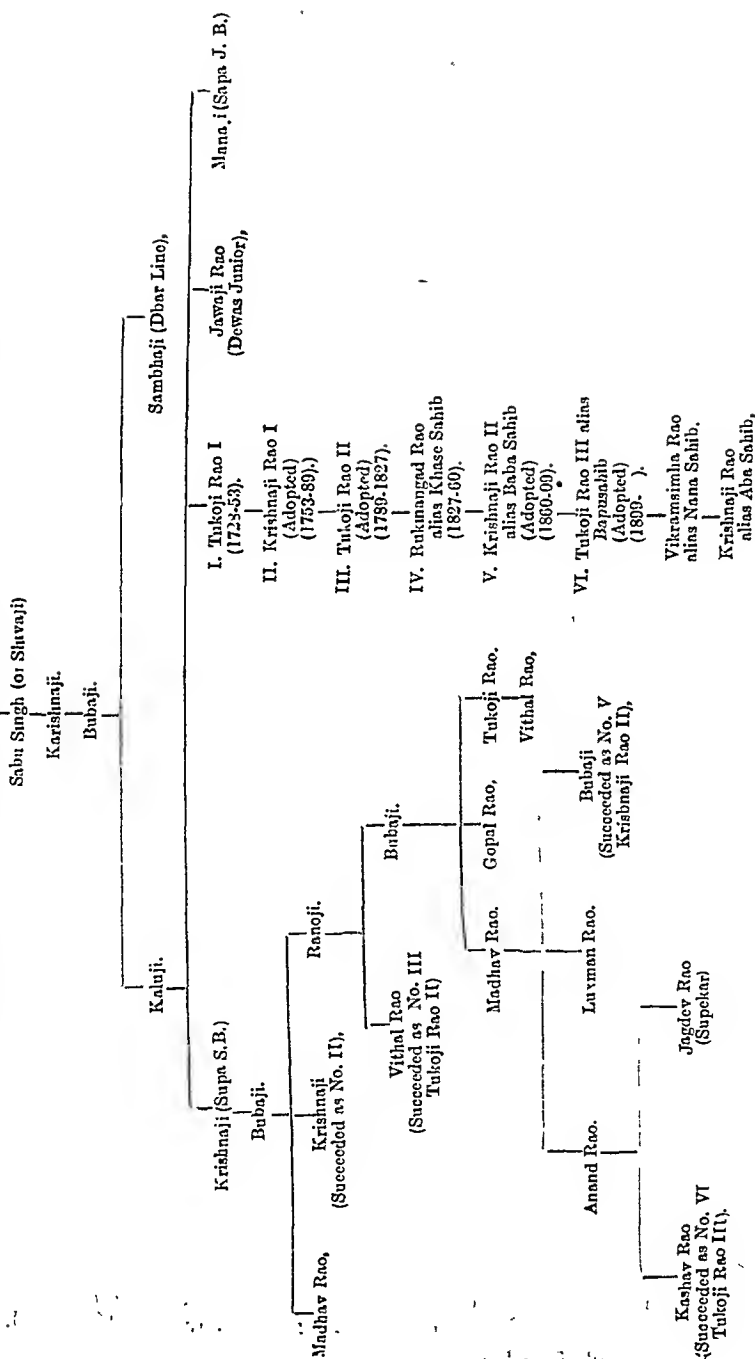 Sabu Singh (or Shivaji)
Karishnaji.
Bubaji.
Sambhaji (Dbar Line),
Kaluji.
Krishnaji (Supa S.B.)
I. Tukoji Rao I
(1728-53).
Jawaji Rao
(Dewas Junior),
Mana,i (Sapa J. B.)
II. Krishnaji Rao I
(Adopted)
(1753-89.)
III. Tukoji Rao II
(Adopted)
(1789-1827).
IV. Rukmangad Rao
alias Khase Sahib
(1827-60).
V. Krishnaji Rao II
alias Baba Sahib
(Adopted)
(1860-99).
VI. Tukoji Rao III alias
Bapusahib
(Adopted)
(1899- ).
Vikramsimha Rao
alias Nana Sahib.
Krishnaji Rao
alias Aba Sahib,
Bubaji.
Madhav Rao,
Krishnaji
(Succeeded as No. II),
Ranoji.
Vithal Rao
(Succeeded as No. III
Tukoji Rao II)
Bubaji.
Madhav Rao.
Gopal Rao,
Tukoji Rao.
Vithal Rao,
Anand Rao.
Luxman Rao.
Bubaji
(Succeeded as No. V
Krisbnaji Rao II),
Kashav Rao
(Succeeded as No. VI
Tukoji Rao III).
Jagdev Rao
(Supekar)